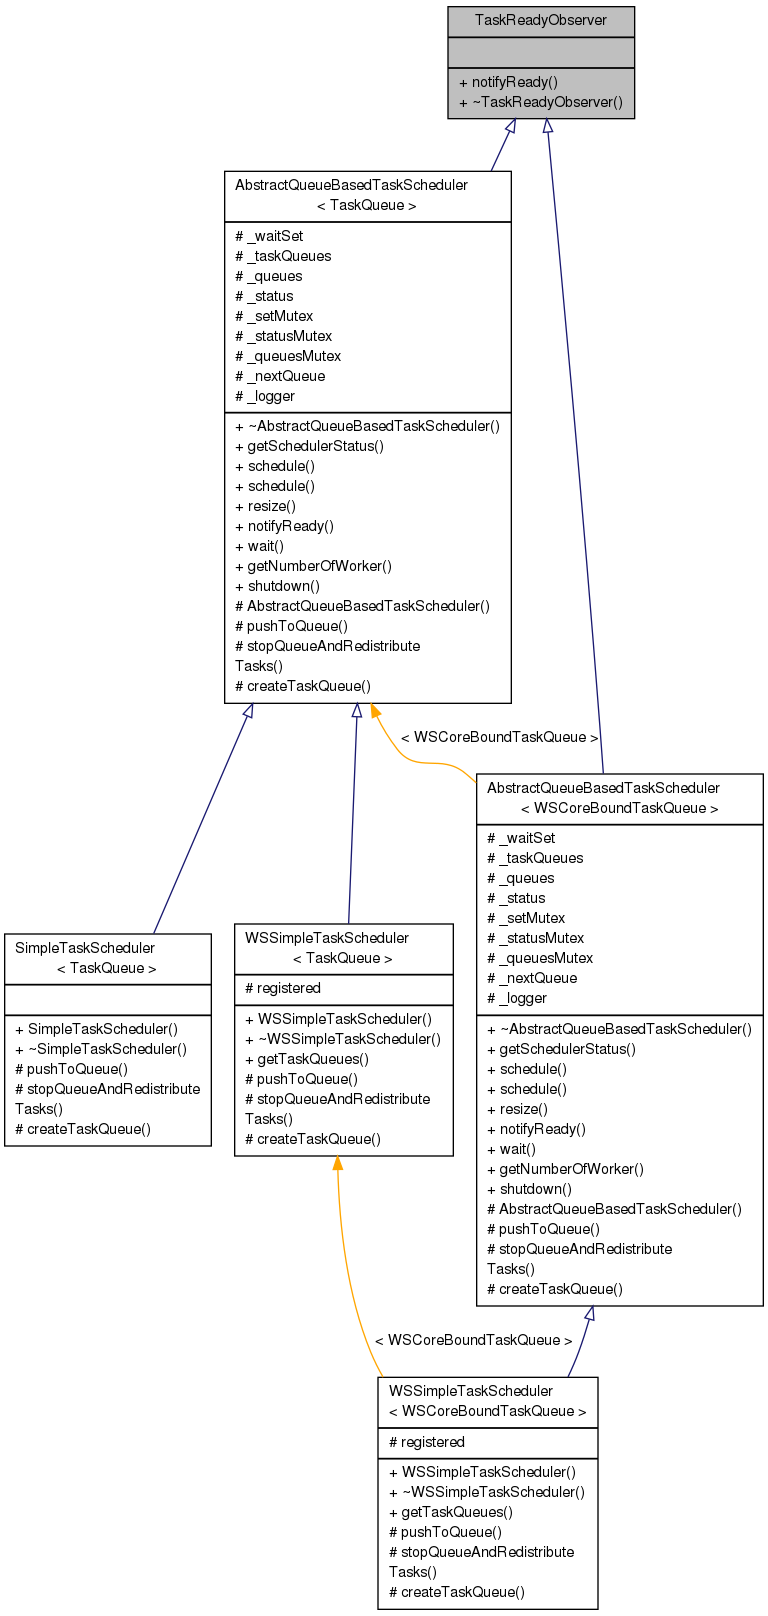 TaskReadyObserver
+ notifyReady()
+ ~TaskReadyObserver()
AbstractQueueBasedTaskScheduler
< TaskQueue >
# _waitSet
# _taskQueues
# _queues
# _status
# _setMutex
# _statusMutex
# _queuesMutex
# _nextQueue
# _logger
+ ~AbstractQueueBasedTaskScheduler()
+ getSchedulerStatus()
+ schedule()
+ schedule()
+ resize()
+ notifyReady()
+ wait()
+ getNumberOfWorker()
+ shutdown()
# AbstractQueueBasedTaskScheduler()
# pushToQueue()
# stopQueueAndRedistribute
Tasks()
# createTaskQueue()
< WSCoreBoundTaskQueue >
AbstractQueueBasedTaskScheduler
< WSCoreBoundTaskQueue >
# _waitSet
# _taskQueues
# _queues
# _status
# _setMutex
# _statusMutex
# _queuesMutex
# _nextQueue
# _logger
+ ~AbstractQueueBasedTaskScheduler()
+ getSchedulerStatus()
+ schedule()
+ schedule()
+ resize()
+ notifyReady()
+ wait()
+ getNumberOfWorker()
+ shutdown()
# AbstractQueueBasedTaskScheduler()
# pushToQueue()
# stopQueueAndRedistribute
Tasks()
# createTaskQueue()
SimpleTaskScheduler
< TaskQueue >
+ SimpleTaskScheduler()
+ ~SimpleTaskScheduler()
# pushToQueue()
# stopQueueAndRedistribute
Tasks()
# createTaskQueue()
WSSimpleTaskScheduler
< TaskQueue >
# registered
+ WSSimpleTaskScheduler()
+ ~WSSimpleTaskScheduler()
+ getTaskQueues()
# pushToQueue()
# stopQueueAndRedistribute
Tasks()
# createTaskQueue()
< WSCoreBoundTaskQueue >
WSSimpleTaskScheduler
< WSCoreBoundTaskQueue >
# registered
+ WSSimpleTaskScheduler()
+ ~WSSimpleTaskScheduler()
+ getTaskQueues()
# pushToQueue()
# stopQueueAndRedistribute
Tasks()
# createTaskQueue()